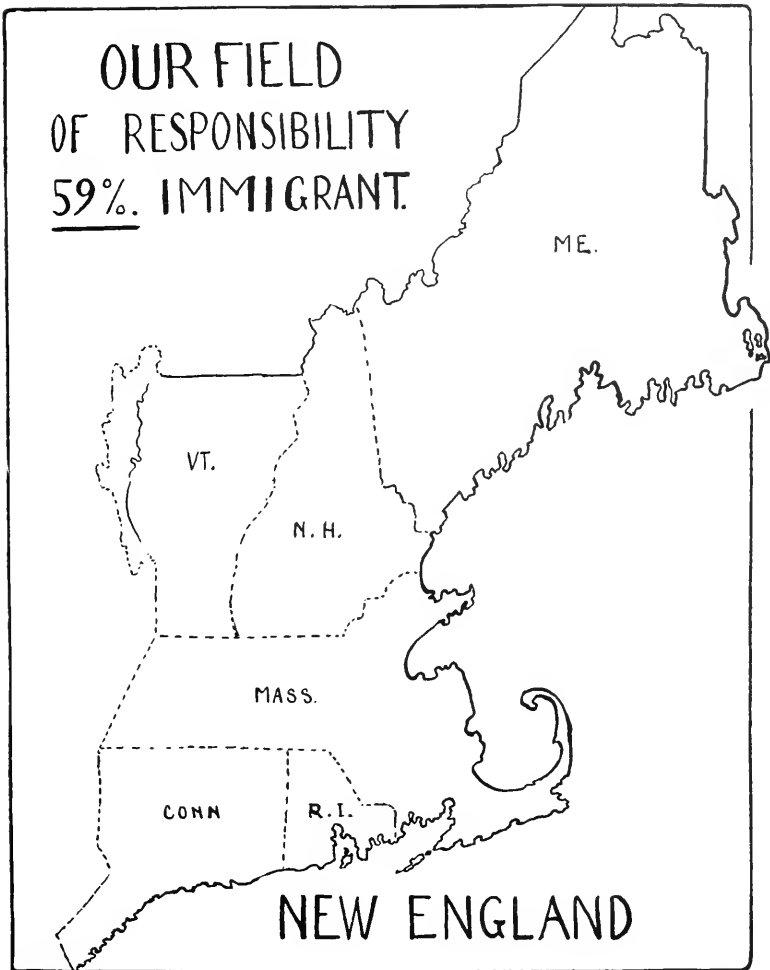 OUR FIELD
OF RESPONSIBILITY
59%. IMMIGRANT.
ME.
VT.
N. H.
MASS.
CONN
R.I.
NEW ENGLAND